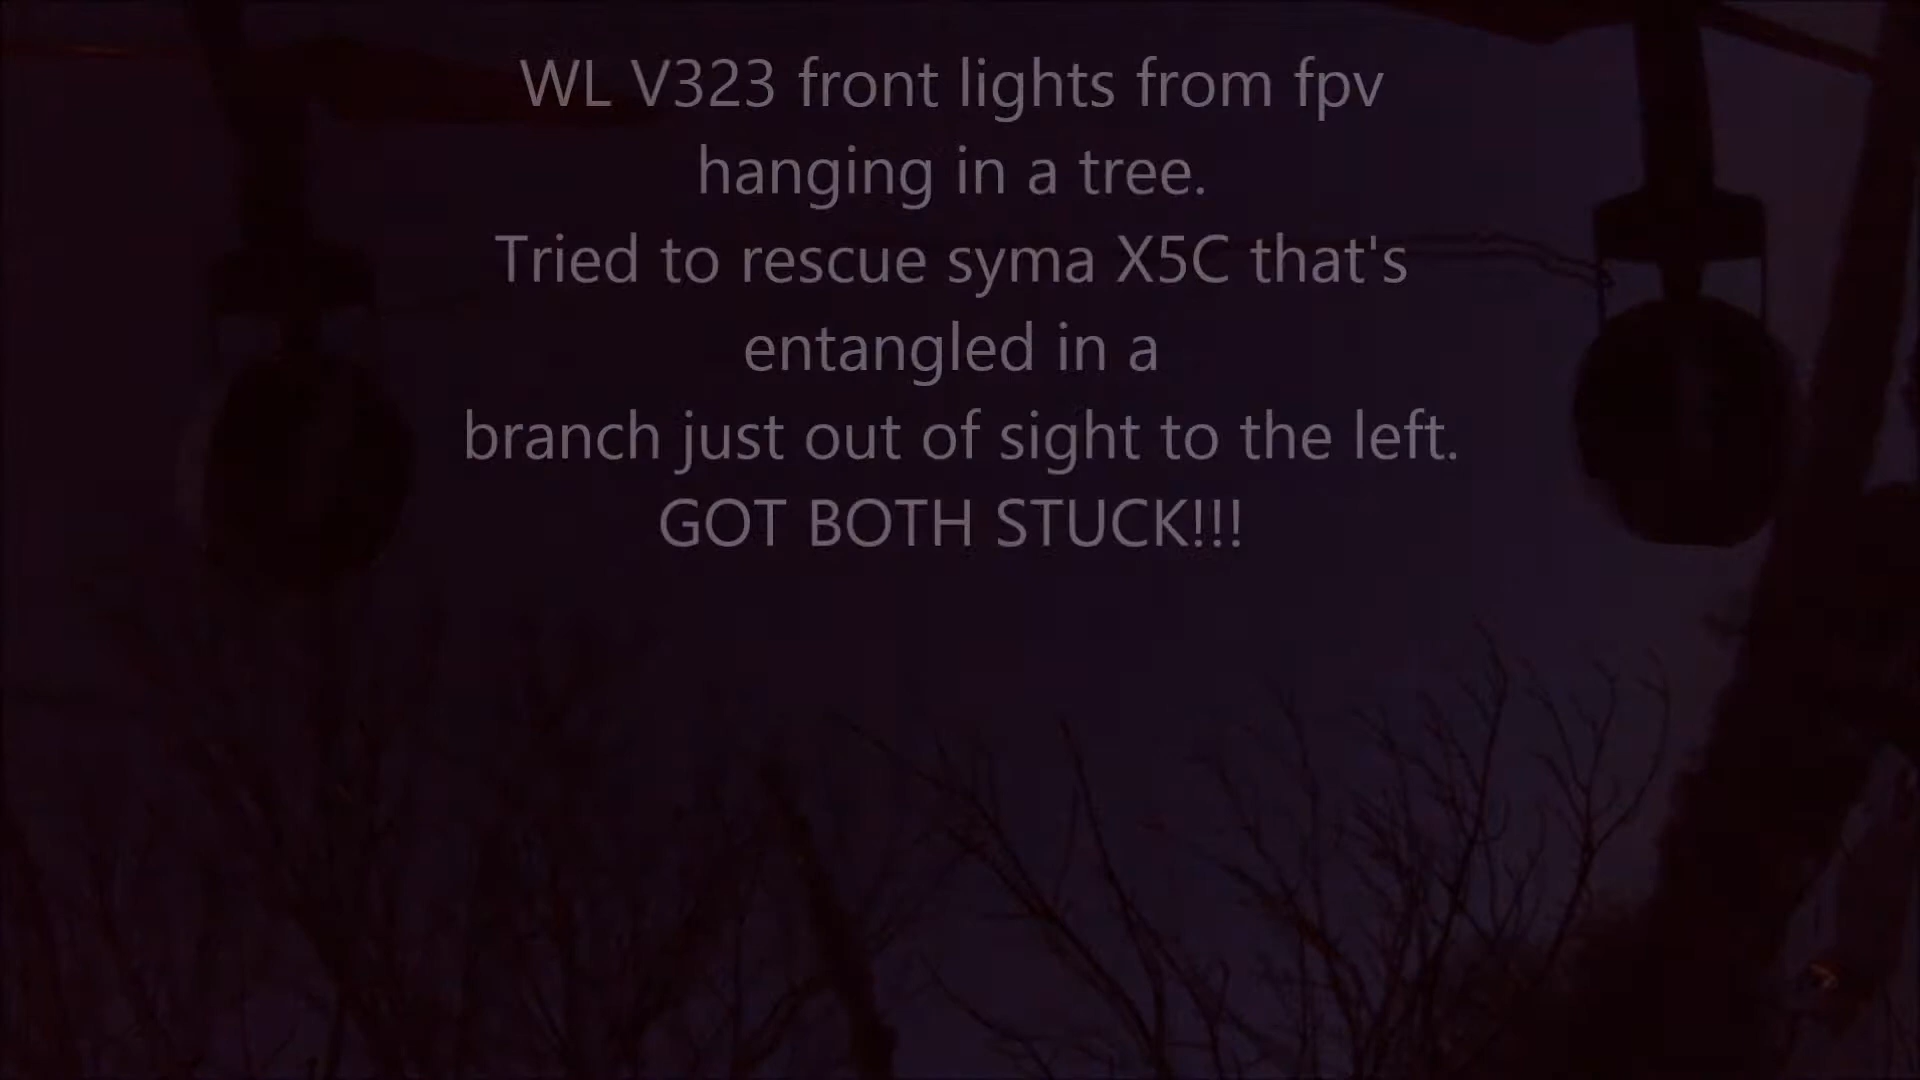 WL V323 front lights from fpv
hanging in a tree.
Tried to rescue syma X5C that's
entangled in a
branch just out of sight to the left.
GOT BOTH STUCK!!!